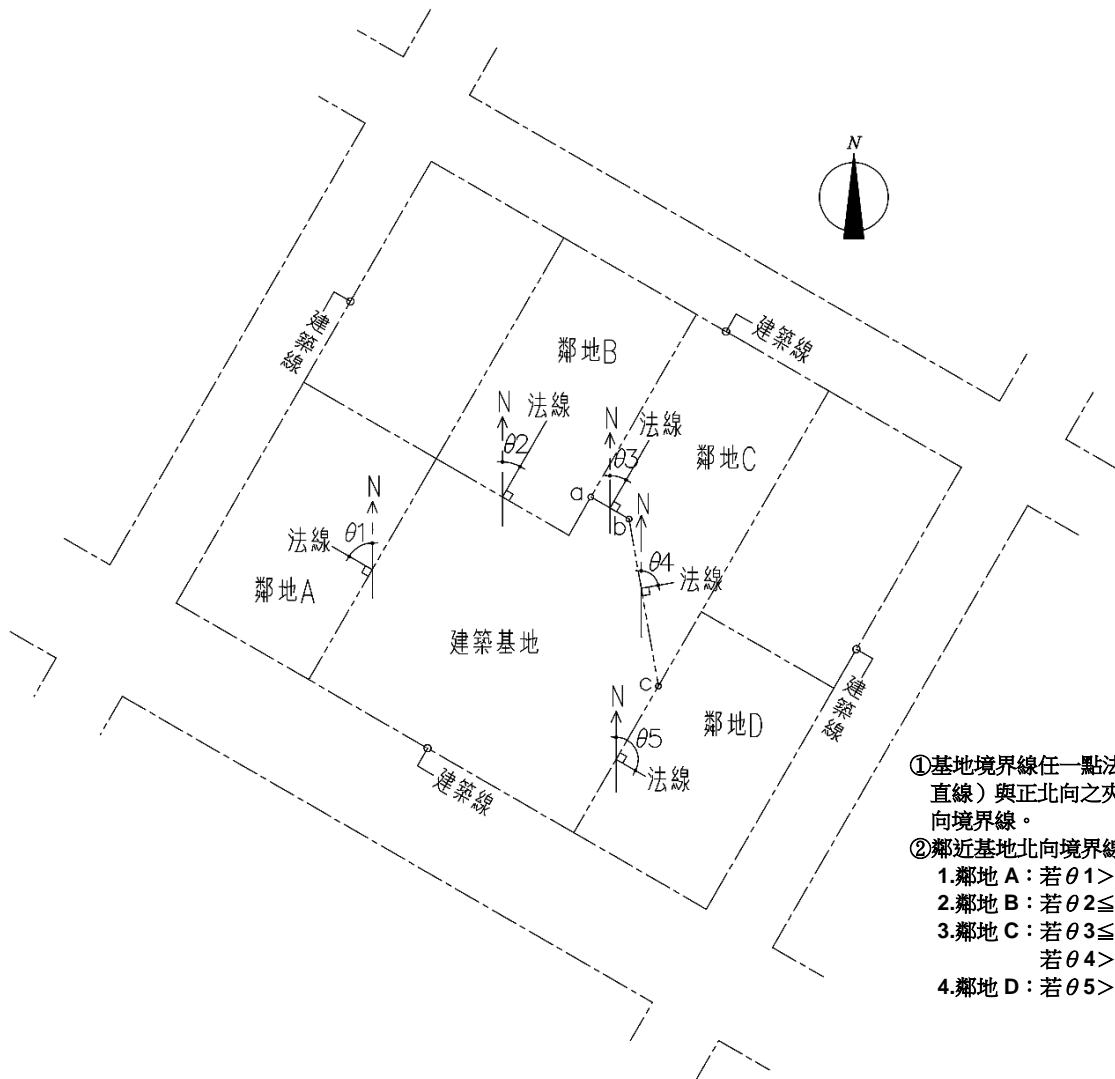 N
建築線
建築線
鄰地B
N
法線
N
法線
θ2
θ3
鄰地C
a
b
N
N
法線
θ1
θ4
法線
鄰地A
建築基地
c
N
建築線
鄰地D
θ5
法線
建築線
①基地境界線任一點法
直線）與正北向之夾
向境界線。
②鄰近基地北向境界線
1.鄰地 A：若θ1>
2.鄰地 B：若θ2≦
3.鄰地 C：若θ3≦
若θ4>
4.鄰地 D：若θ5>